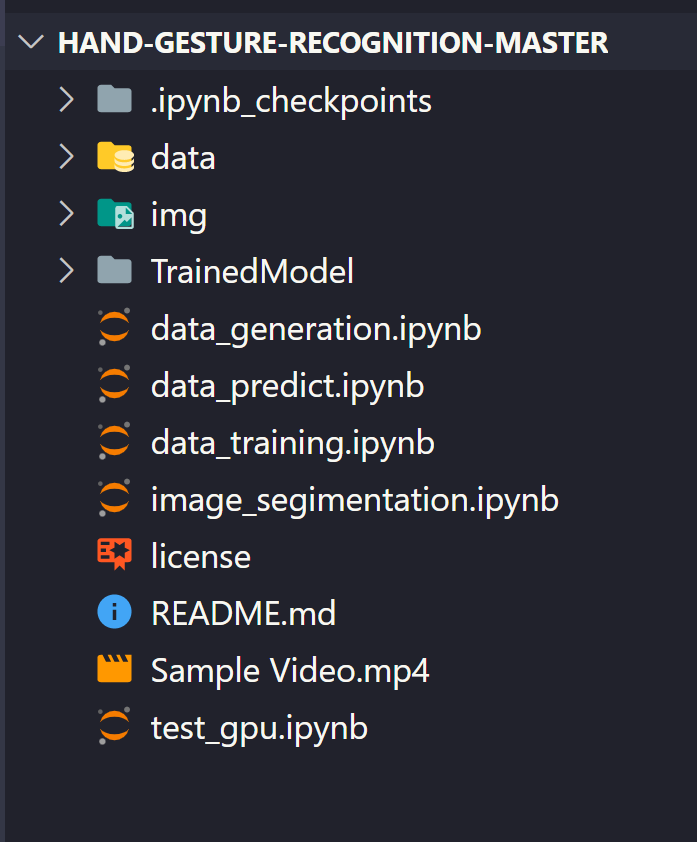 HAND-GESTURE-RECOGNITION-MASTER
.ipynb_checkpoints
data
img
TrainedModel
data_generation.ipynb
data_predict.ipynb
data_training.ipynb
image_segimentation.ipynb
license
README.md
Sample Video.mp4
test_gpu.ipynb